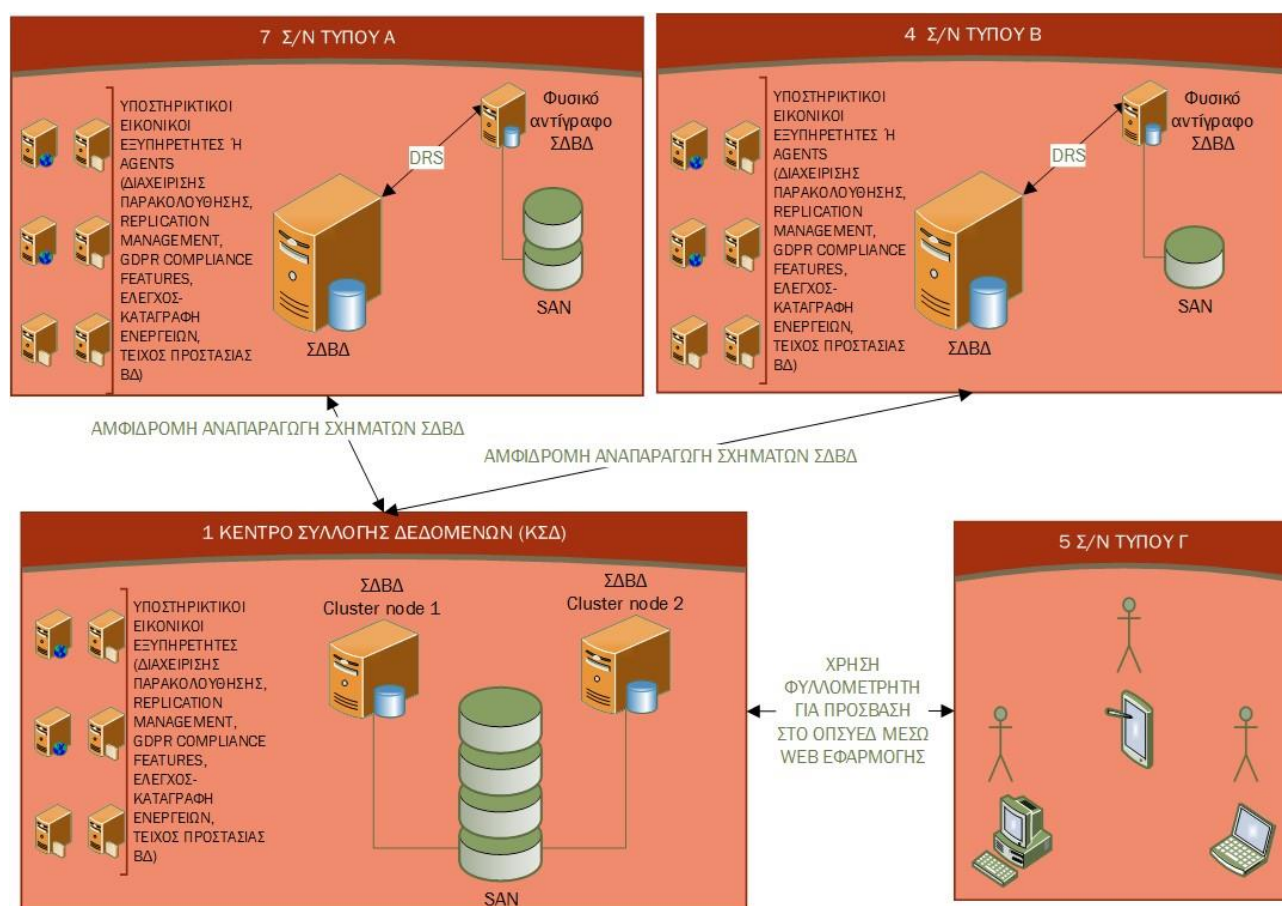 7 Σ/Ν ΤΥΠΟΥ Α
ΥΠΟΣΤΗΡΙΚΤΙΚΟΙ
ΕΙΚΟΝΙΚΟΙ
ΕΞΥΠΗΡΕΤΗΤΕΣ Ή
AGENTS
(ΔΙΑΧΕΙΡΙΣΗΣ
ΠΑΡΑΚΟΛΟΥΘΗΣΗΣ,
REPLICATION
MANAGEMENT,
GDPR COMPLIANCE
FEATURES,
ΕΛΕΓΧΟΣ-
ΚΑΤΑΓΡΑΦΗ
ΕΝΕΡΓΕΙΩΝ,
ΤΕΙΧΟΣ ΠΡΟΣΤΑΣΙΑΣ
ΒΔ)
DRS
Φυσικό
αντίγραφο
ΣΔΒΔ
SAN
ΣΔΒΔ
4 Σ/Ν ΤΥΠΟΥ Β
ΥΠΟΣΤΗΡΙΚΤΙΚΟΙ
ΕΙΚΟΝΙΚΟΙ
ΕΞΥΠΗΡΕΤΗΤΕΣ Ή
AGENTS
(ΔΙΑΧΕΙΡΙΣΗΣ
ΠΑΡΑΚΟΛΟΥΘΗΣΗΣ,
REPLICATION
MANAGEMENT,
GDPR COMPLIANCE
FEATURES,
ΕΛΕΓΧΟΣ-
ΚΑΤΑΓΡΑΦΗ
ΕΝΕΡΓΕΙΩΝ,
ΤΕΙΧΟΣ ΠΡΟΣΤΑΣΙΑΣ
ΒΔ)
DRS
Φυσικό
αντίγραφο
ΣΔΒΔ
SAN
ΣΔΒΔ
ΑΜΦΙΔΡΟΜΗ ΑΝΑΠΑΡΑΓΩΓΗ ΣΧΗΜΑΤΩΝ ΣΔΒΔ
ΑΜΦΙΔΡΟΜΗ ΑΝΑΠΑΡΑΓΩΓΗ ΣΧΗΜΑΤΩΝ ΣΔΒΔ
1 ΚΕΝΤΡΟ ΣΥΛΛΟΓΗΣ ΔΕΔΟΜΕΝΩΝ (ΚΣΔ)
ΥΠΟΣΤΗΡΙΚΤΙΚΟΙ
ΕΙΚΟΝΙΚΟΙ
ΕΞΥΠΗΡΕΤΗΤΕΣ
(ΔΙΑΧΕΙΡΙΣΗΣ
ΠΑΡΑΚΟΛΟΥΘΗΣΗΣ,
REPLICATION
MANAGEMENT,
GDPR COMPLIANCE
FEATURES,
ΕΛΕΓΧΟΣ-
ΚΑΤΑΓΡΑΦΗ
ΕΝΕΡΓΕΙΩΝ,
ΤΕΙΧΟΣ ΠΡΟΣΤΑΣΙΑΣ
ΒΔ)
ΣΔΒΔ
Cluster node 1
ΣΔΒΔ
Cluster node 2
SAN
ΧΡΗΣΗ
ΦΥΛΛΟΜΕΤΡΗΤΗ
ΓΙΑ ΠΡΟΣΒΑΣΗ
ΣΤΟ ΟΠΣΥΕΔ ΜΕΣΩ
WEB ΕΦΑΡΜΟΓΗΣ
5 Σ/Ν ΤΥΠΟΥ Γ